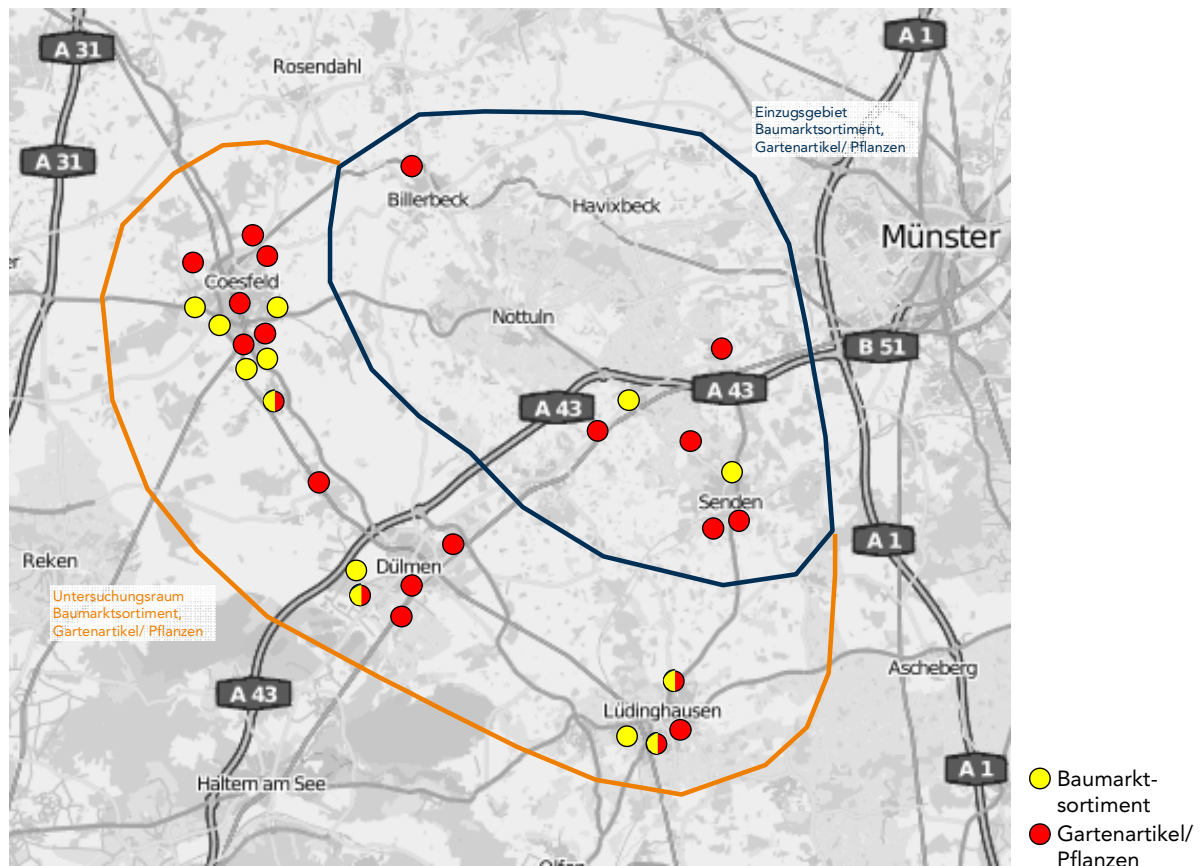 A 31
A 1
Rosendahl
Einzugsgebiet
Baumarktsortiment,
Gartenartikel/ Pflanzen
A 31
Billerbeck
Havixbeck
Münster
Coesfeld
Nottuln
B 51
A 43
A 43
Senden
A 1
Reken
Dülmen
Untersuchungsraum
Baumarktsortiment,
Gartenartikel/ Pflanzen
Ascheberg
A 43
Lüdinghausen
A 1
Haltern am See
Baumarkt-
sortiment
Gartenartikel/
Pflanzen